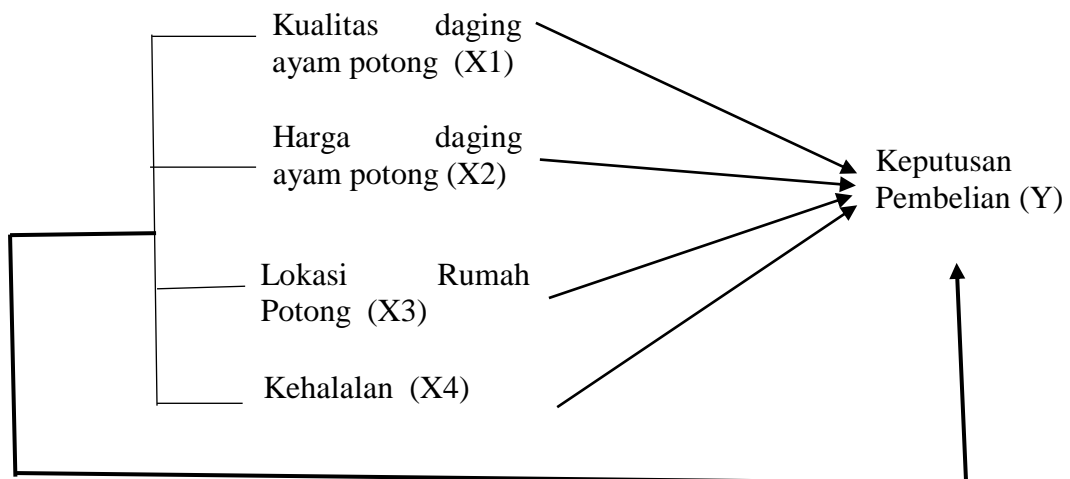 Kualitas daging
ayam potong (X1)
Harga daging
ayam potong (X2)
Keputusan
Pembelian (Y)
Lokasi Rumah
Potong (X3)
Kehalalan (X4)